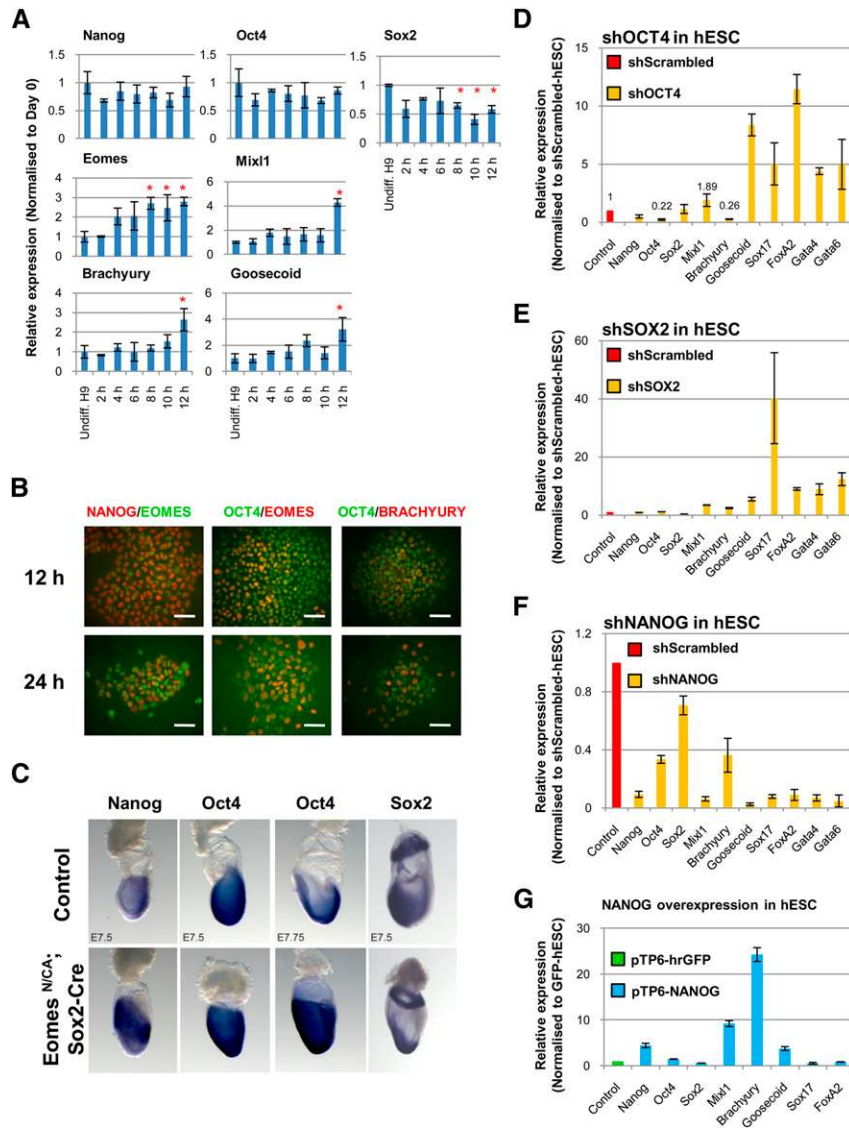 A
Nanog
Oct4
Sox2
Relative expression (Normalised to Day 0)
1.5
1
0.5
0
1.5
1
0.5
0
1.5
1
0.5
0
* * *
Undiff. H9
2 h
4 h
6 h
8 h
10 h
12 h
Eomes
Mixl1
4
3
2
1
0
* * *
6
4
2
0
*
Brachyury
Goosecoid
4
3
2
1
0
*
6
4
2
0
*
Undiff. H9
2 h
4 h
6 h
8 h
10 h
12 h
Undiff. H9
2 h
4 h
6 h
8 h
10 h
12 h
B
NANOG/EOMES
OCT4/EOMES
OCT4/BRACHYURY
12 h
24 h
C
Nanog
Oct4
Oct4
Sox2
Control
E7.5
E7.5
E7.75
E7.5
Eomes N/CA;
Sox2-Cre
D
shOCT4 in hESC
shScrambled
shOCT4
Relative expression
(Normalised to shScrambled-hESC)
15
10
5
0
1
0.22
1.89
0.26
Control
Nanog
Oct4
Sox2
Mixl1
Brachyury
Goosecoid
Sox17
FoxA2
Gata4
Gata6
E
shSOX2 in hESC
shScrambled
shSOX2
Relative expression
(Normalised to shScrambled-hESC)
60
40
20
0
Control
Nanog
Oct4
Sox2
Mixl1
Brachyury
Goosecoid
Sox17
FoxA2
Gata4
Gata6
F
shNANOG in hESC
shScrambled
shNANOG
Relative expression
(Normalised to shScrambled-hESC)
1.2
0.8
0.4
0
Control
Nanog
Oct4
Sox2
Mixl1
Brachyury
Goosecoid
Sox17
FoxA2
Gata4
Gata6
G
NANOG overexpression in hESC
pTP6-hrGFP
pTP6-NANOG
Relative expression
(Normalised to GFP-hESC)
30
20
10
0
Control
Nanog
Oct4
Sox2
Mixl1
Brachyury
Goosecoid
Sox17
FoxA2